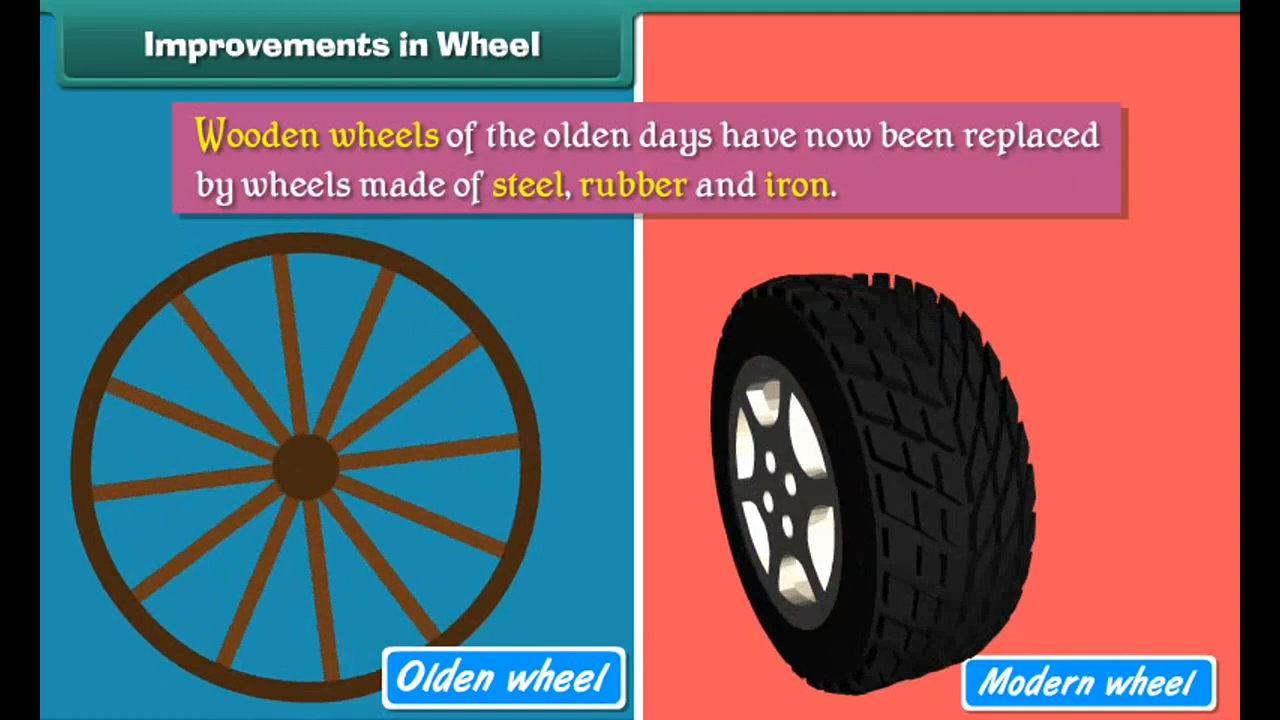 Improvements in Wheel
Wooden wheels of the olden days have now been replaced
by wheels made of steel, rubber and iron.
Olden wheel
Modern wheel